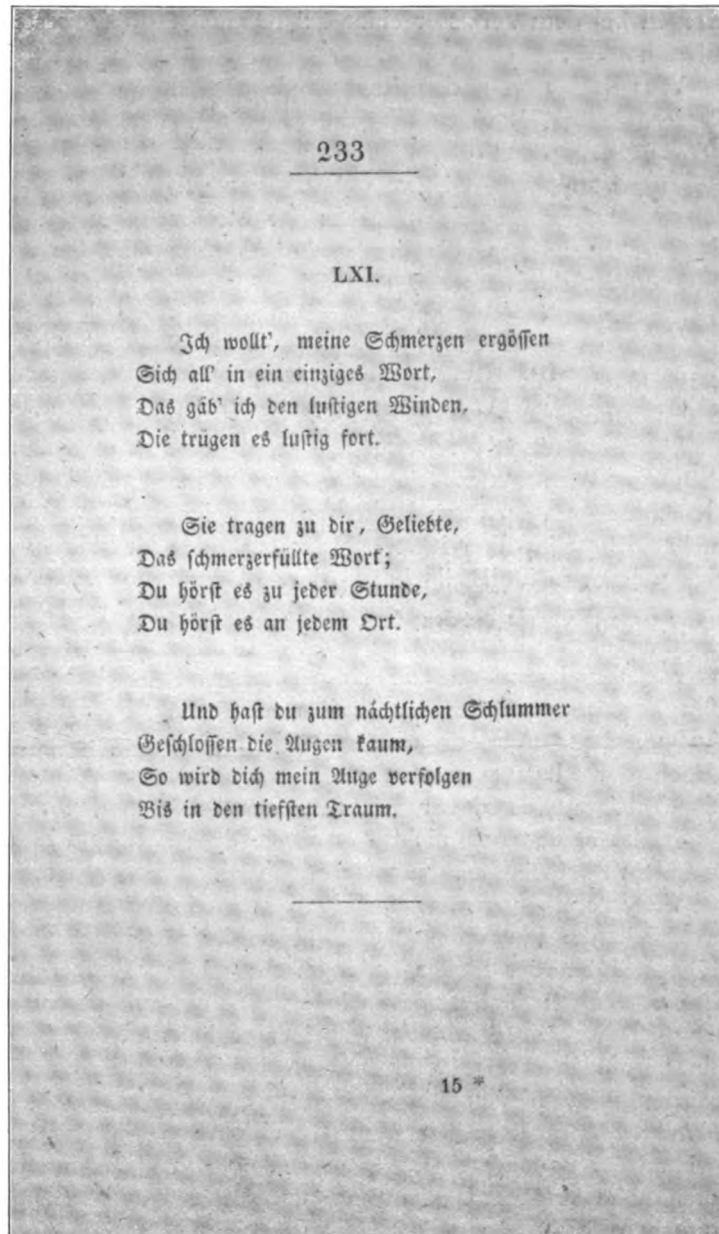 233
LXI.
Ich wollt’, meine Schmerzen ergössen
Sich all’ in ein einziges Wort,
Das gäb’ ich den lustigen Winden,
Die trügen es lustig fort.
Sie tragen zu dir, Geliebte,
Das schmerzerfüllte Wort;
Du hörst es zu jeder Stunde,
Du hörst es an jedem Ort.
Und hast du zum nächtlichen Schlummer
Geschlossen die Augen kaum,
So wird dich mein Auge verfolgen
Bis in den tiefsten Traum.
15 *